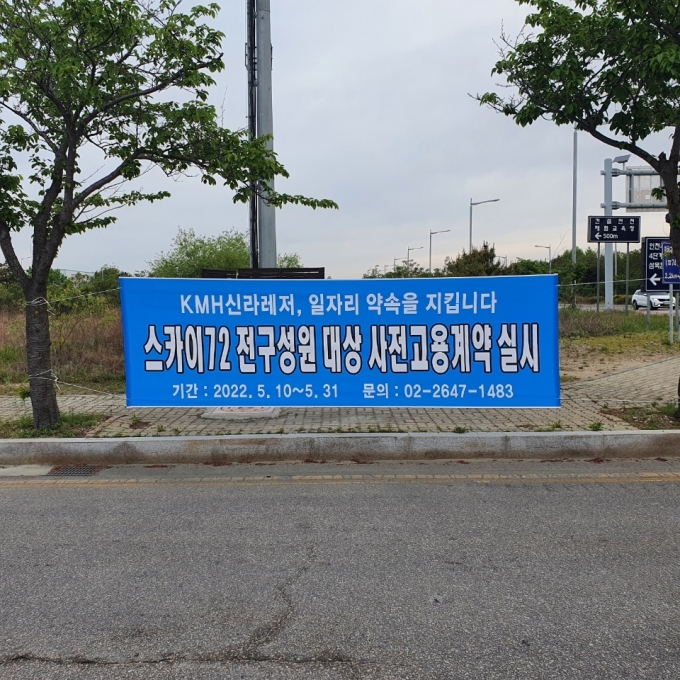 KMH신라레저, 일자리 약속을 지킵니다
스카이72 전구성원 대상 사전고용계약 실시
기간 : 2022. 5. 10~5. 31 문의 : 02-2647-1483
500m